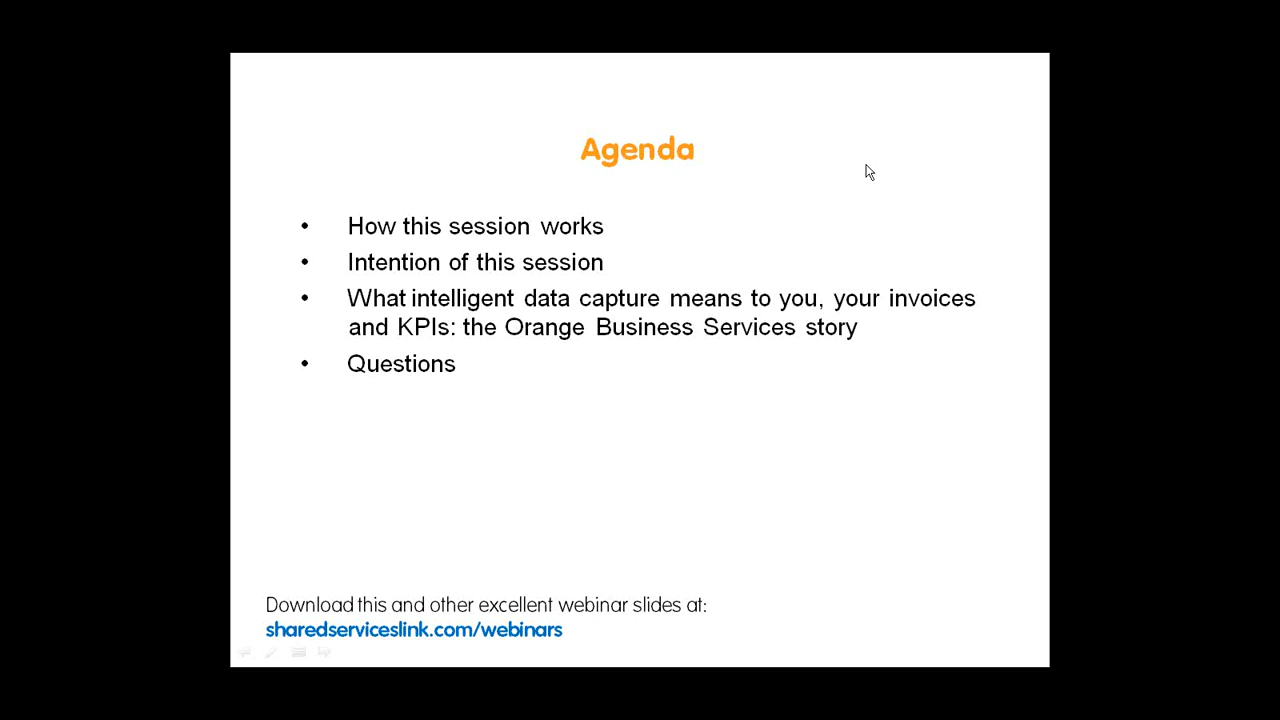 Agenda
• How this session works
• Intention of this session
• What intelligent data capture means to you, your invoices
and KPIs: the Orange Business Services story
• Questions
Download this and other excellent webinar slides at:
sharedserviceslink.com/webinars